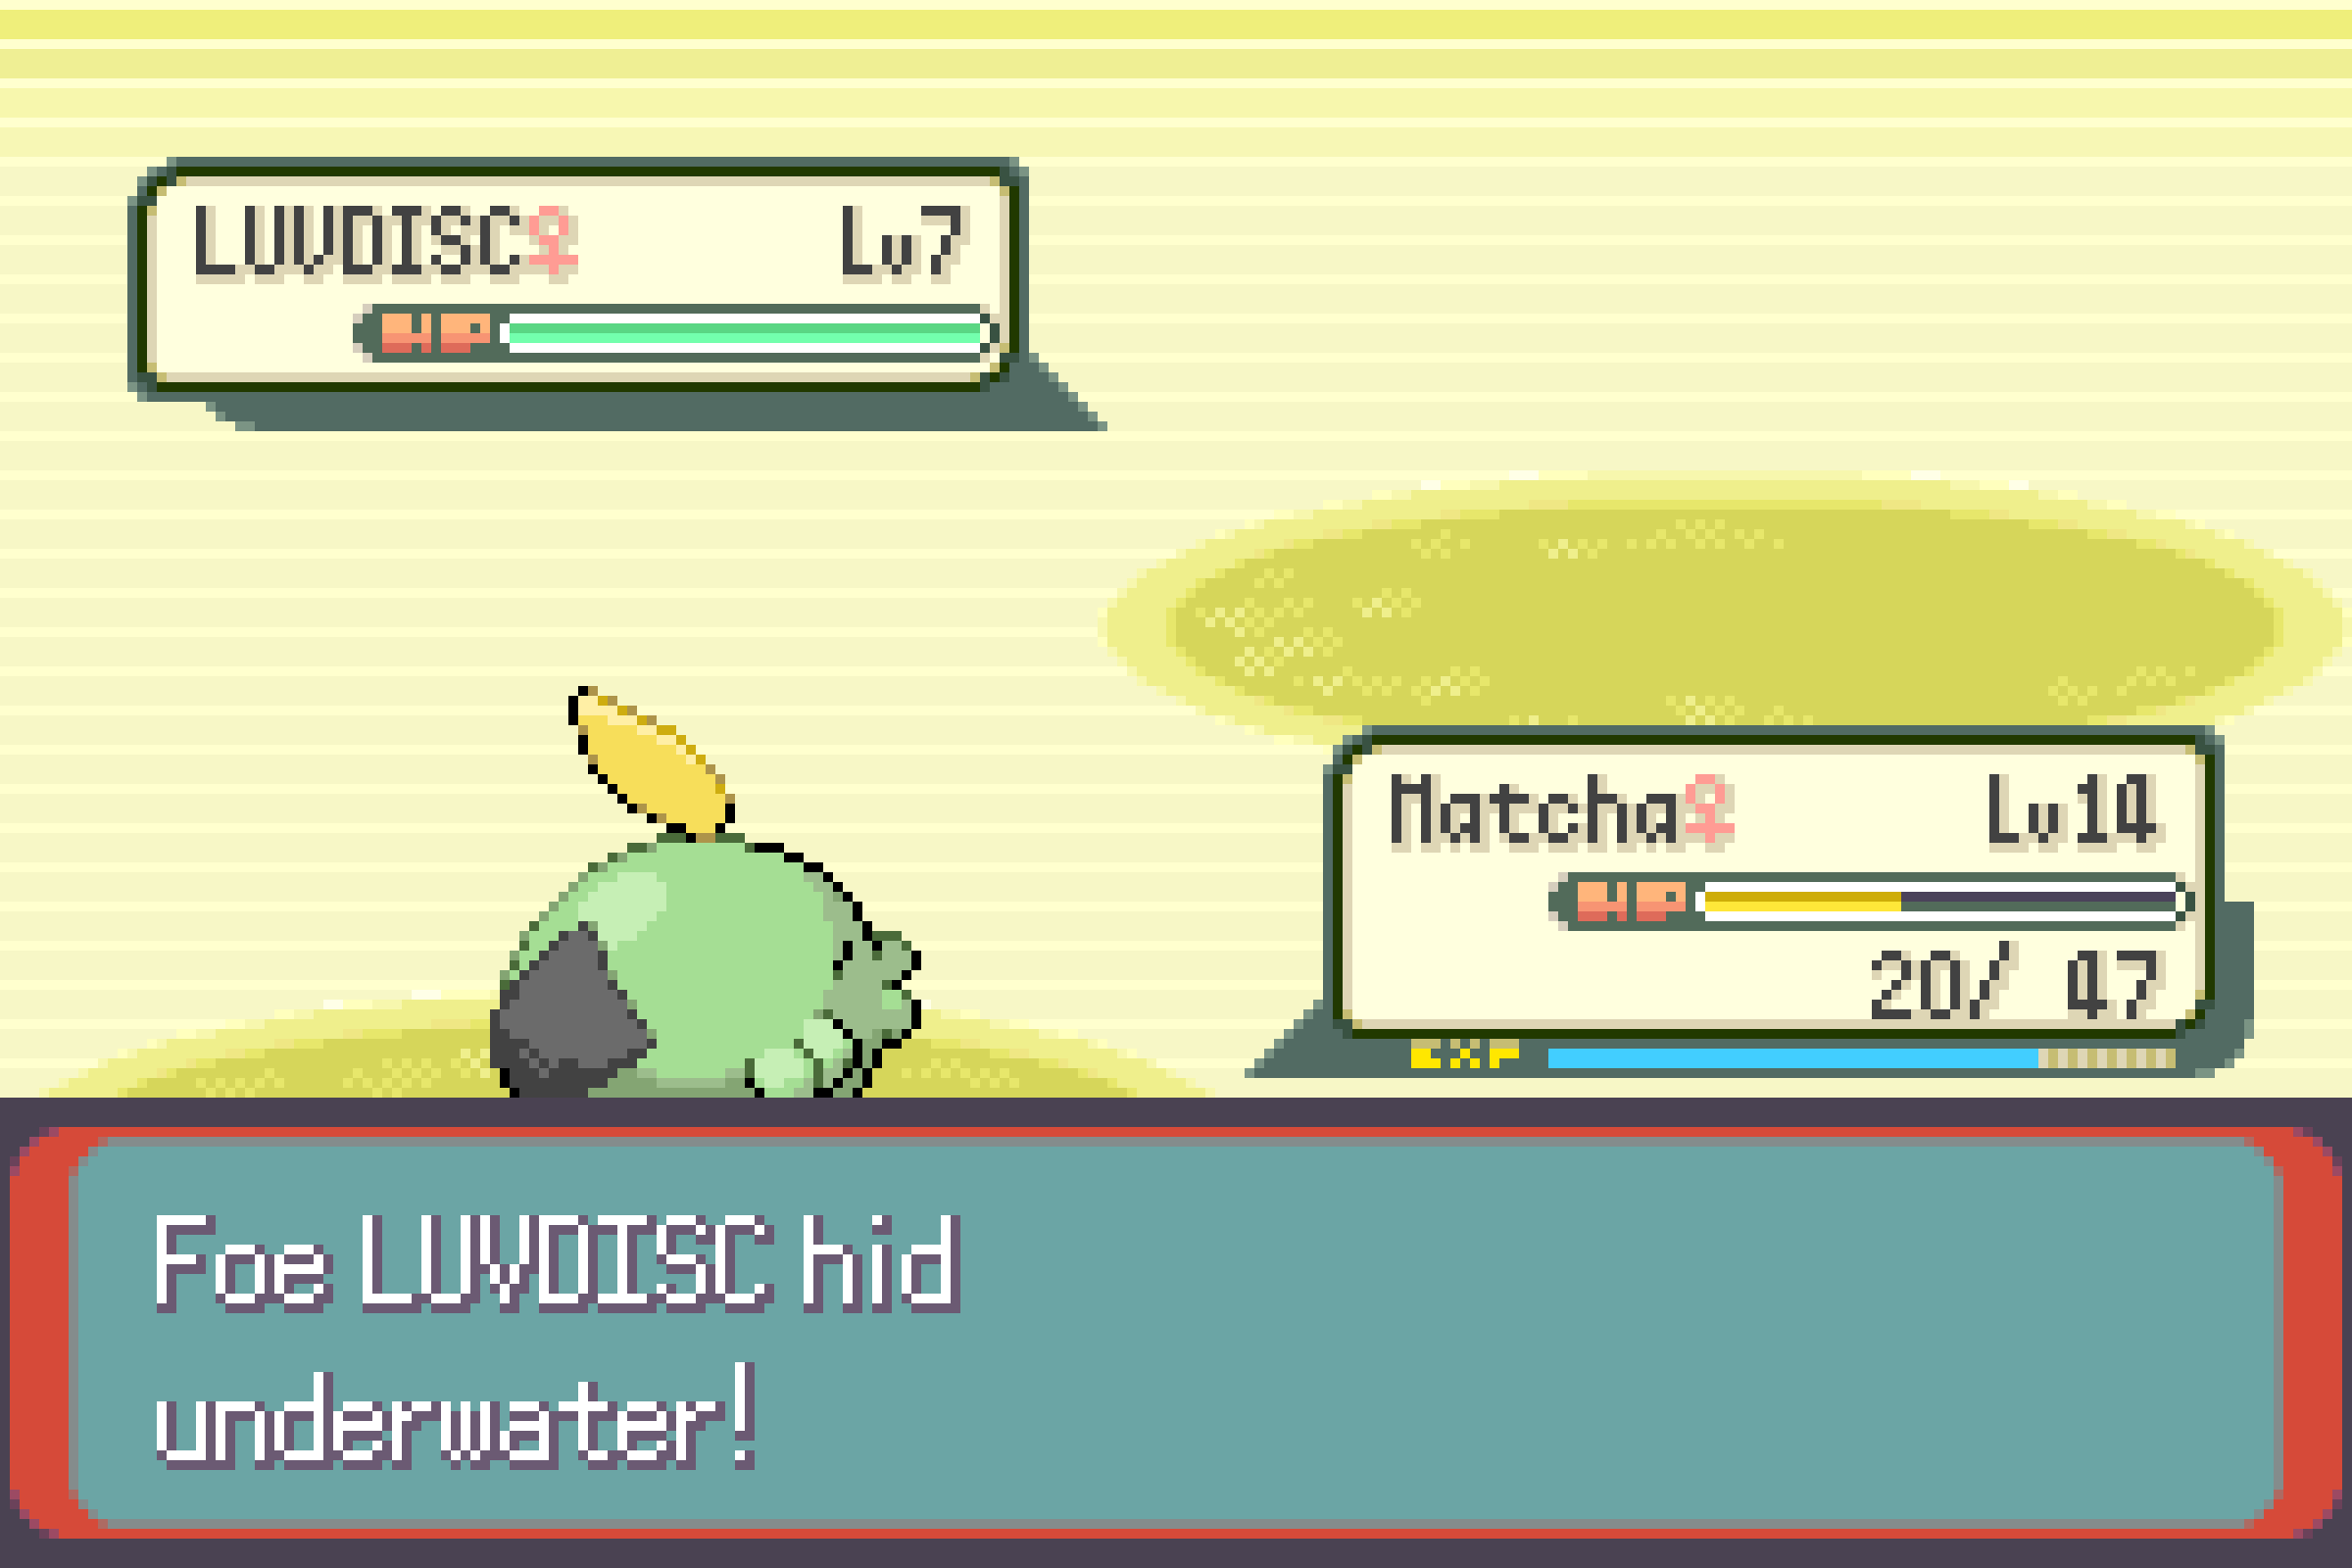 LUVDISC♀ Lv7
HP
Matcha♀ Lv14
HP
20/ 47
EXP
Foe LUVDISC hid
underwater!